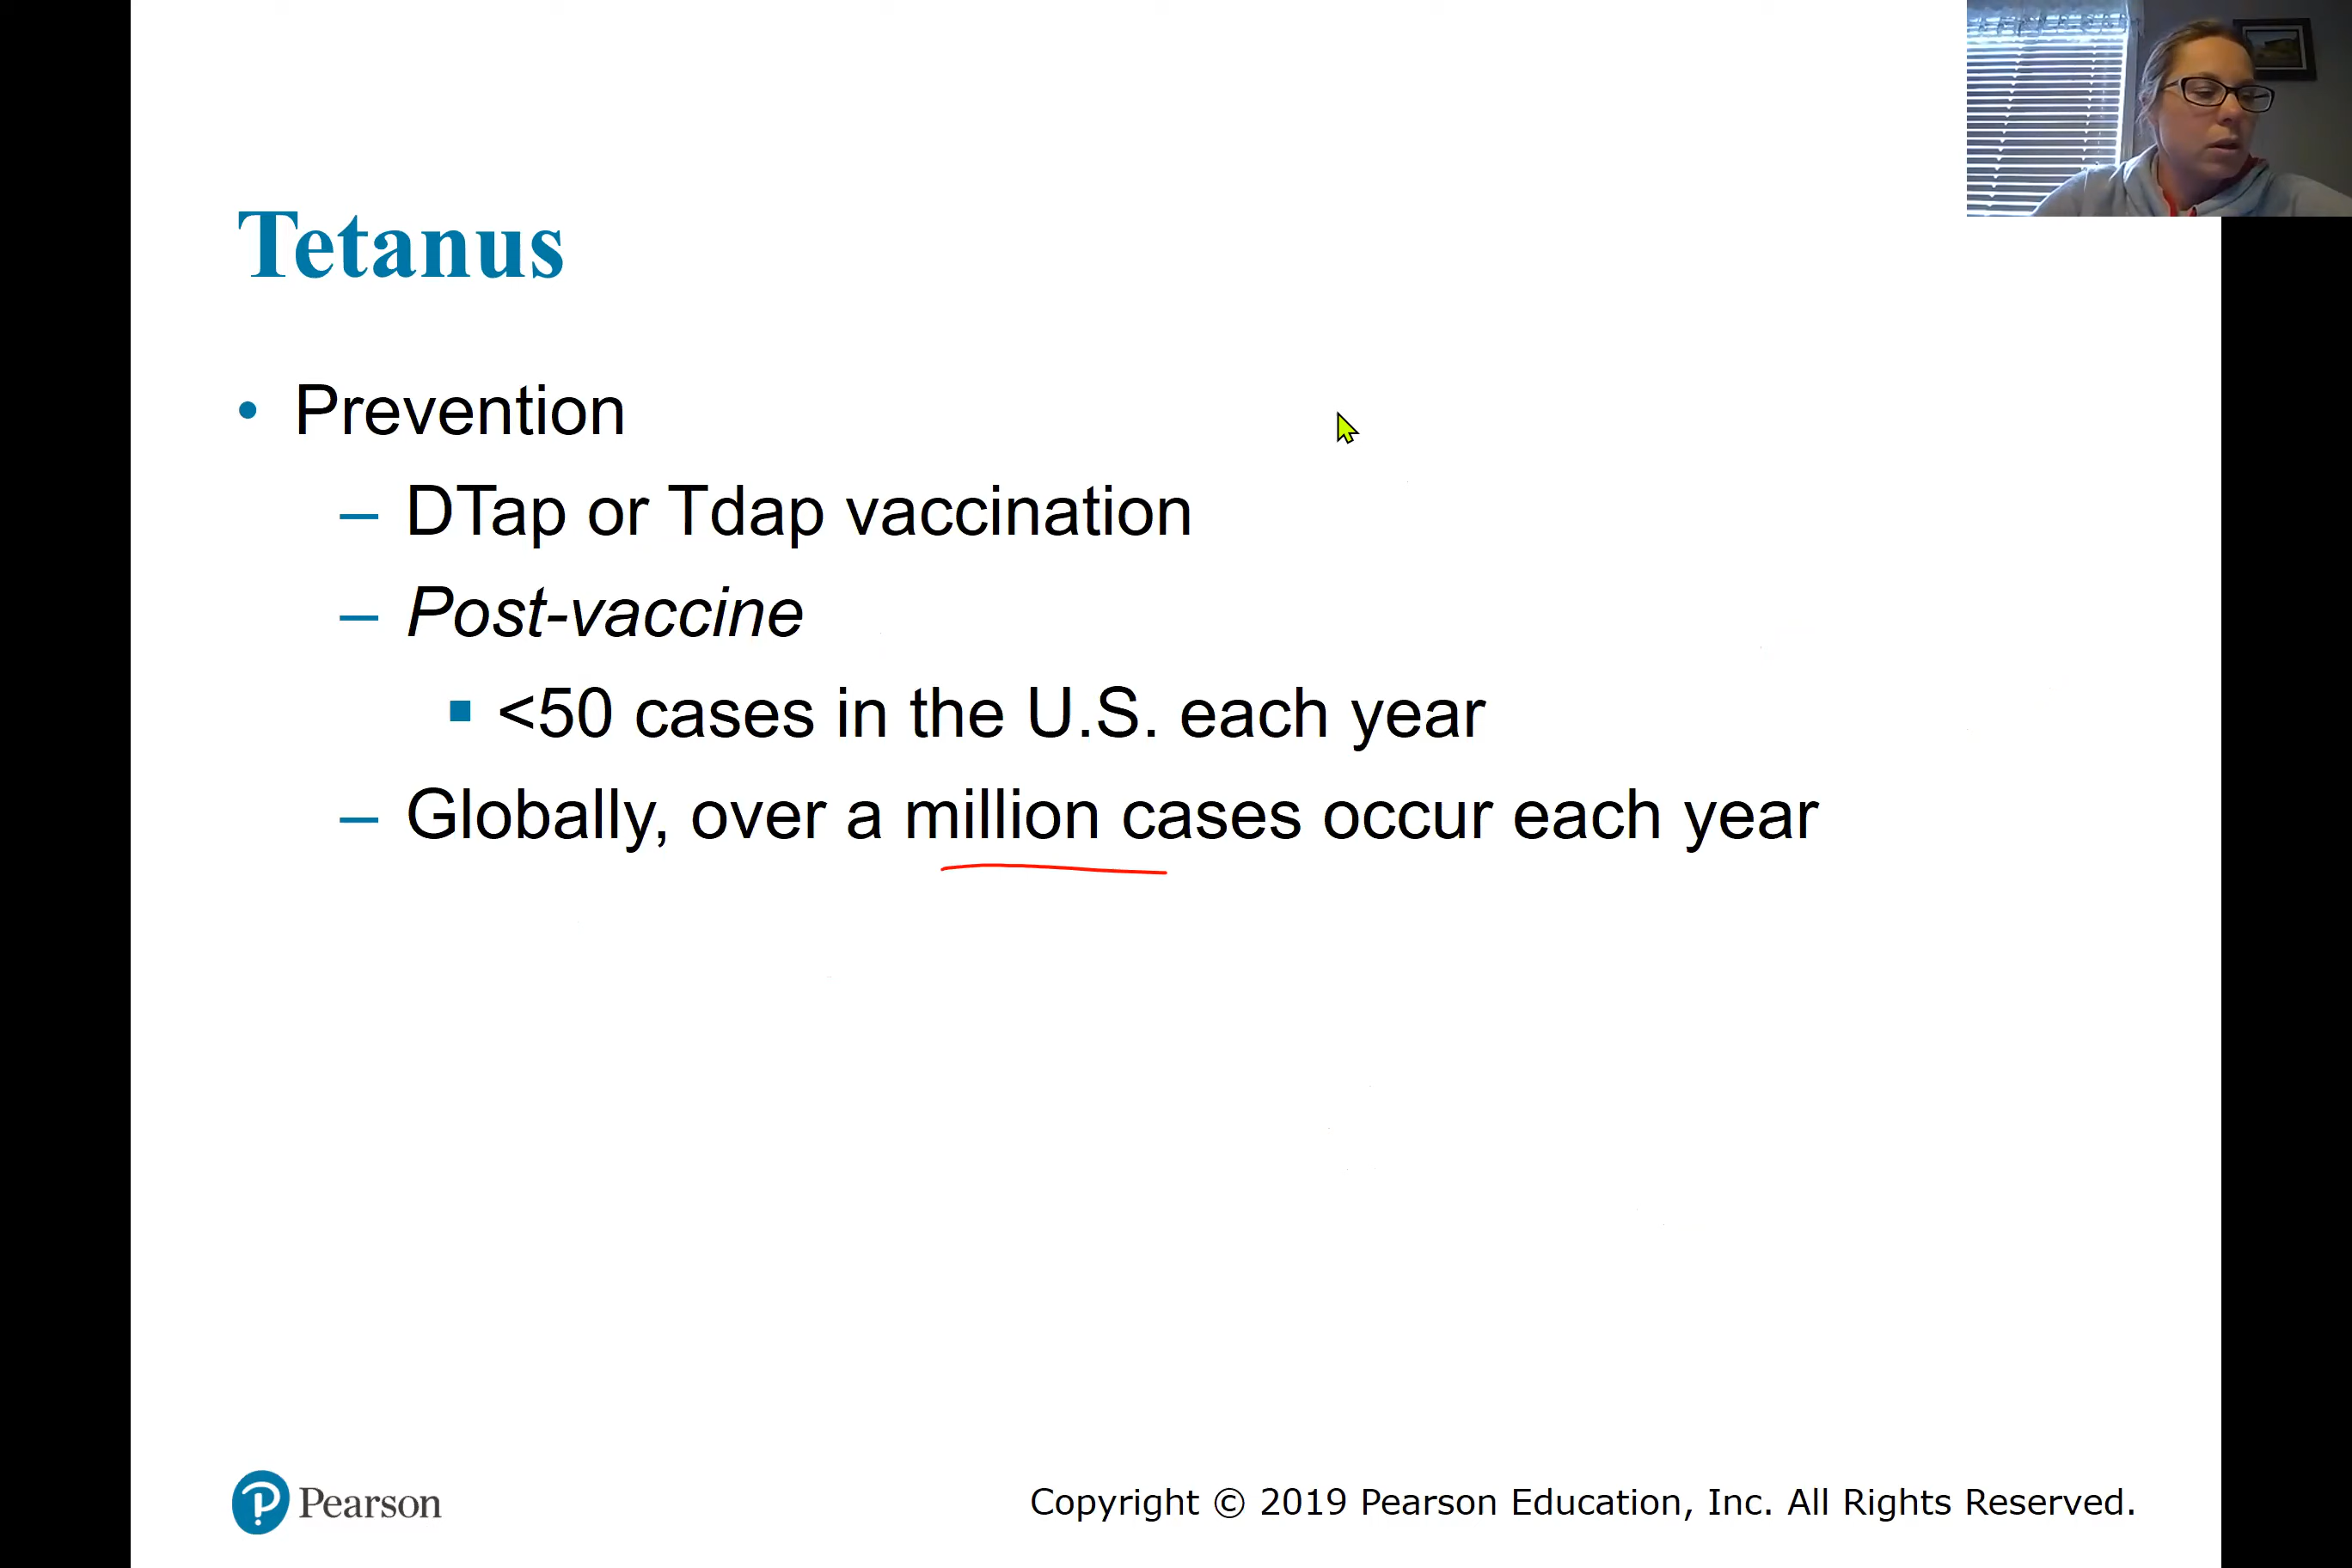 Tetanus
• Prevention
– DTap or Tdap vaccination
– Post-vaccine
▪ <50 cases in the U.S. each year
– Globally, over a million cases occur each year
Pearson
Copyright © 2019 Pearson Education, Inc. All Rights Reserved.